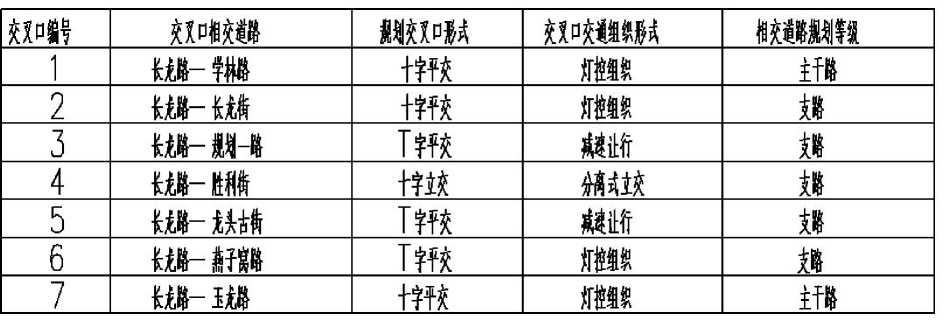 交叉口编号 交叉口相交道路 规划交叉口形式 交叉口交通组织形式 相交道路规划等级
1 长龙路— 学林路 十字平交 灯控组织 主干路
2 长龙路— 长龙街 十字平交 灯控组织 支路
3 长龙路— 规划一路 T字平交 减速让行 支路
4 长龙路— 胜利街 十字立交 分离式立交 支路
5 长龙路— 龙头古街 T字平交 减速让行 支路
6 长龙路— 燕子窝路 T字平交 灯控组织 支路
7 长龙路— 玉龙路 十字平交 灯控组织 主干路